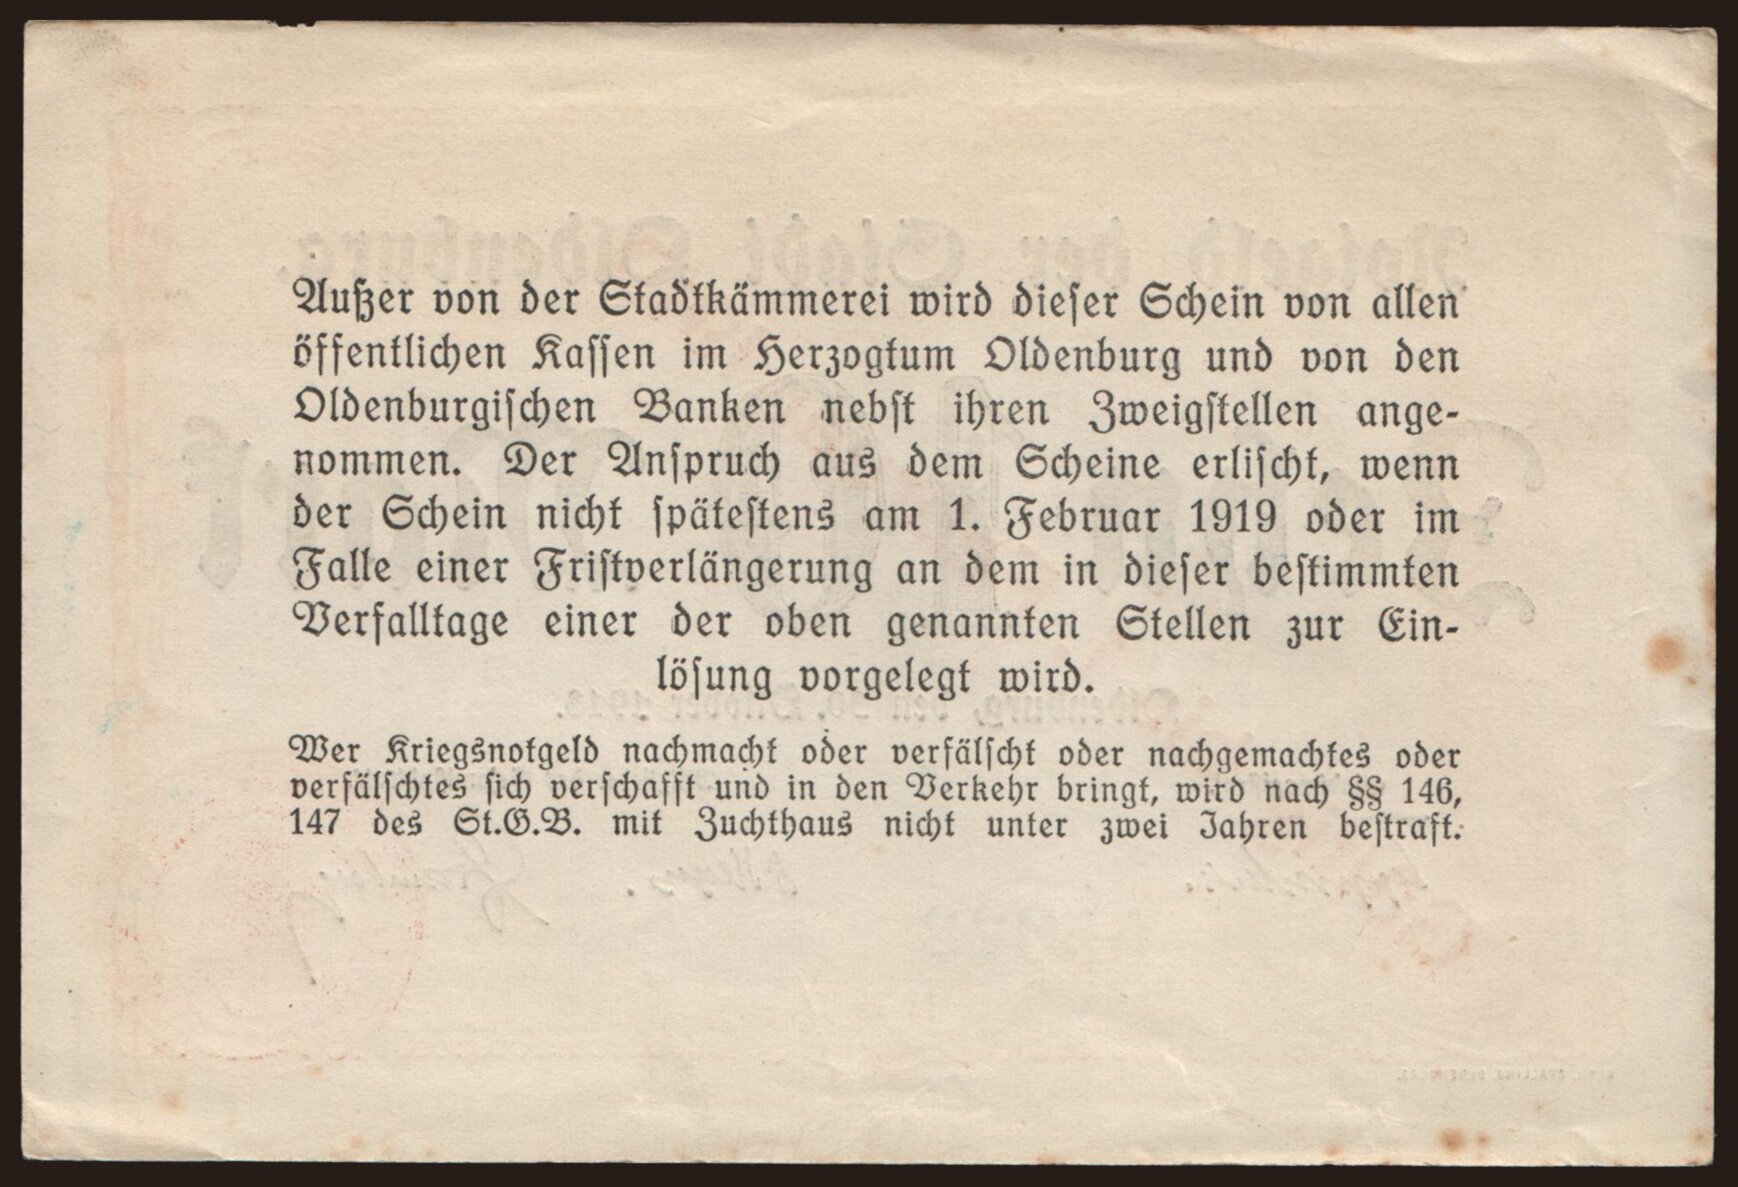 Außer von der Stadtkämmerei wird dieser Schein von allen
öffentlichen Kassen im Herzogtum Oldenburg und von den
Oldenburgischen Banken nebst ihren Zweigstellen ange-
nommen. Der Anspruch aus dem Scheine erlischt, wenn
der Schein nicht spätestens am 1. Februar 1919 oder im
Falle einer Fristverlängerung an dem in dieser bestimmten
Verfalltage einer der oben genannten Stellen zur Ein-
lösung vorgelegt wird.
Wer Kriegsnotgeld nachmacht oder verfälscht oder nachgemachtes oder
verfälschtes sich verschafft und in den Verkehr bringt, wird nach §§ 146,
147 des St.G.B. mit Zuchthaus nicht unter zwei Jahren bestraft.